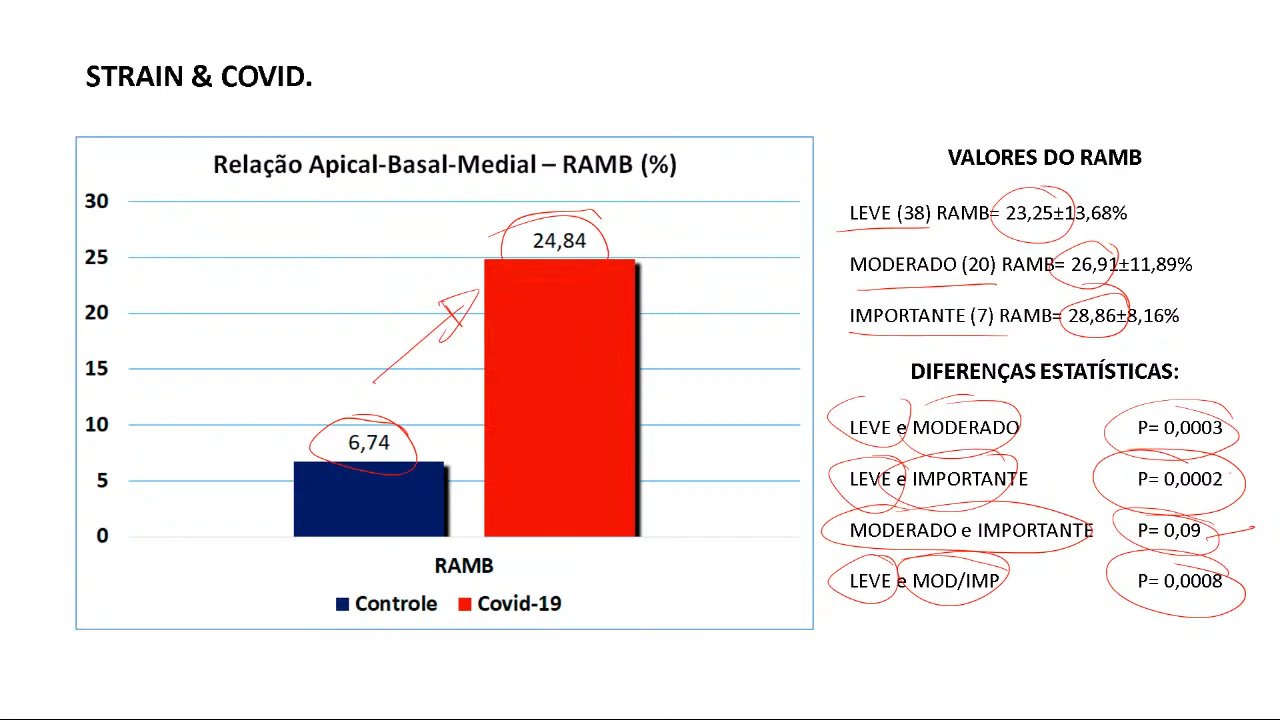 STRAIN & COVID.
Relação Apical-Basal-Medial – RAMB (%)
30
25
20
15
10
5
0
24,84
6,74
RAMB
Controle
Covid-19
VALORES DO RAMB
LEVE (38) RAMB= 23,25±13,68%
MODERADO (20) RAMB= 26,91±11,89%
IMPORTANTE (7) RAMB= 28,86±8,16%
DIFERENÇAS ESTATÍSTICAS:
LEVE e MODERADO P= 0,0003
LEVE e IMPORTANTE P= 0,0002
MODERADO e IMPORTANTE P= 0,09
LEVE e MOD/IMP P= 0,0008